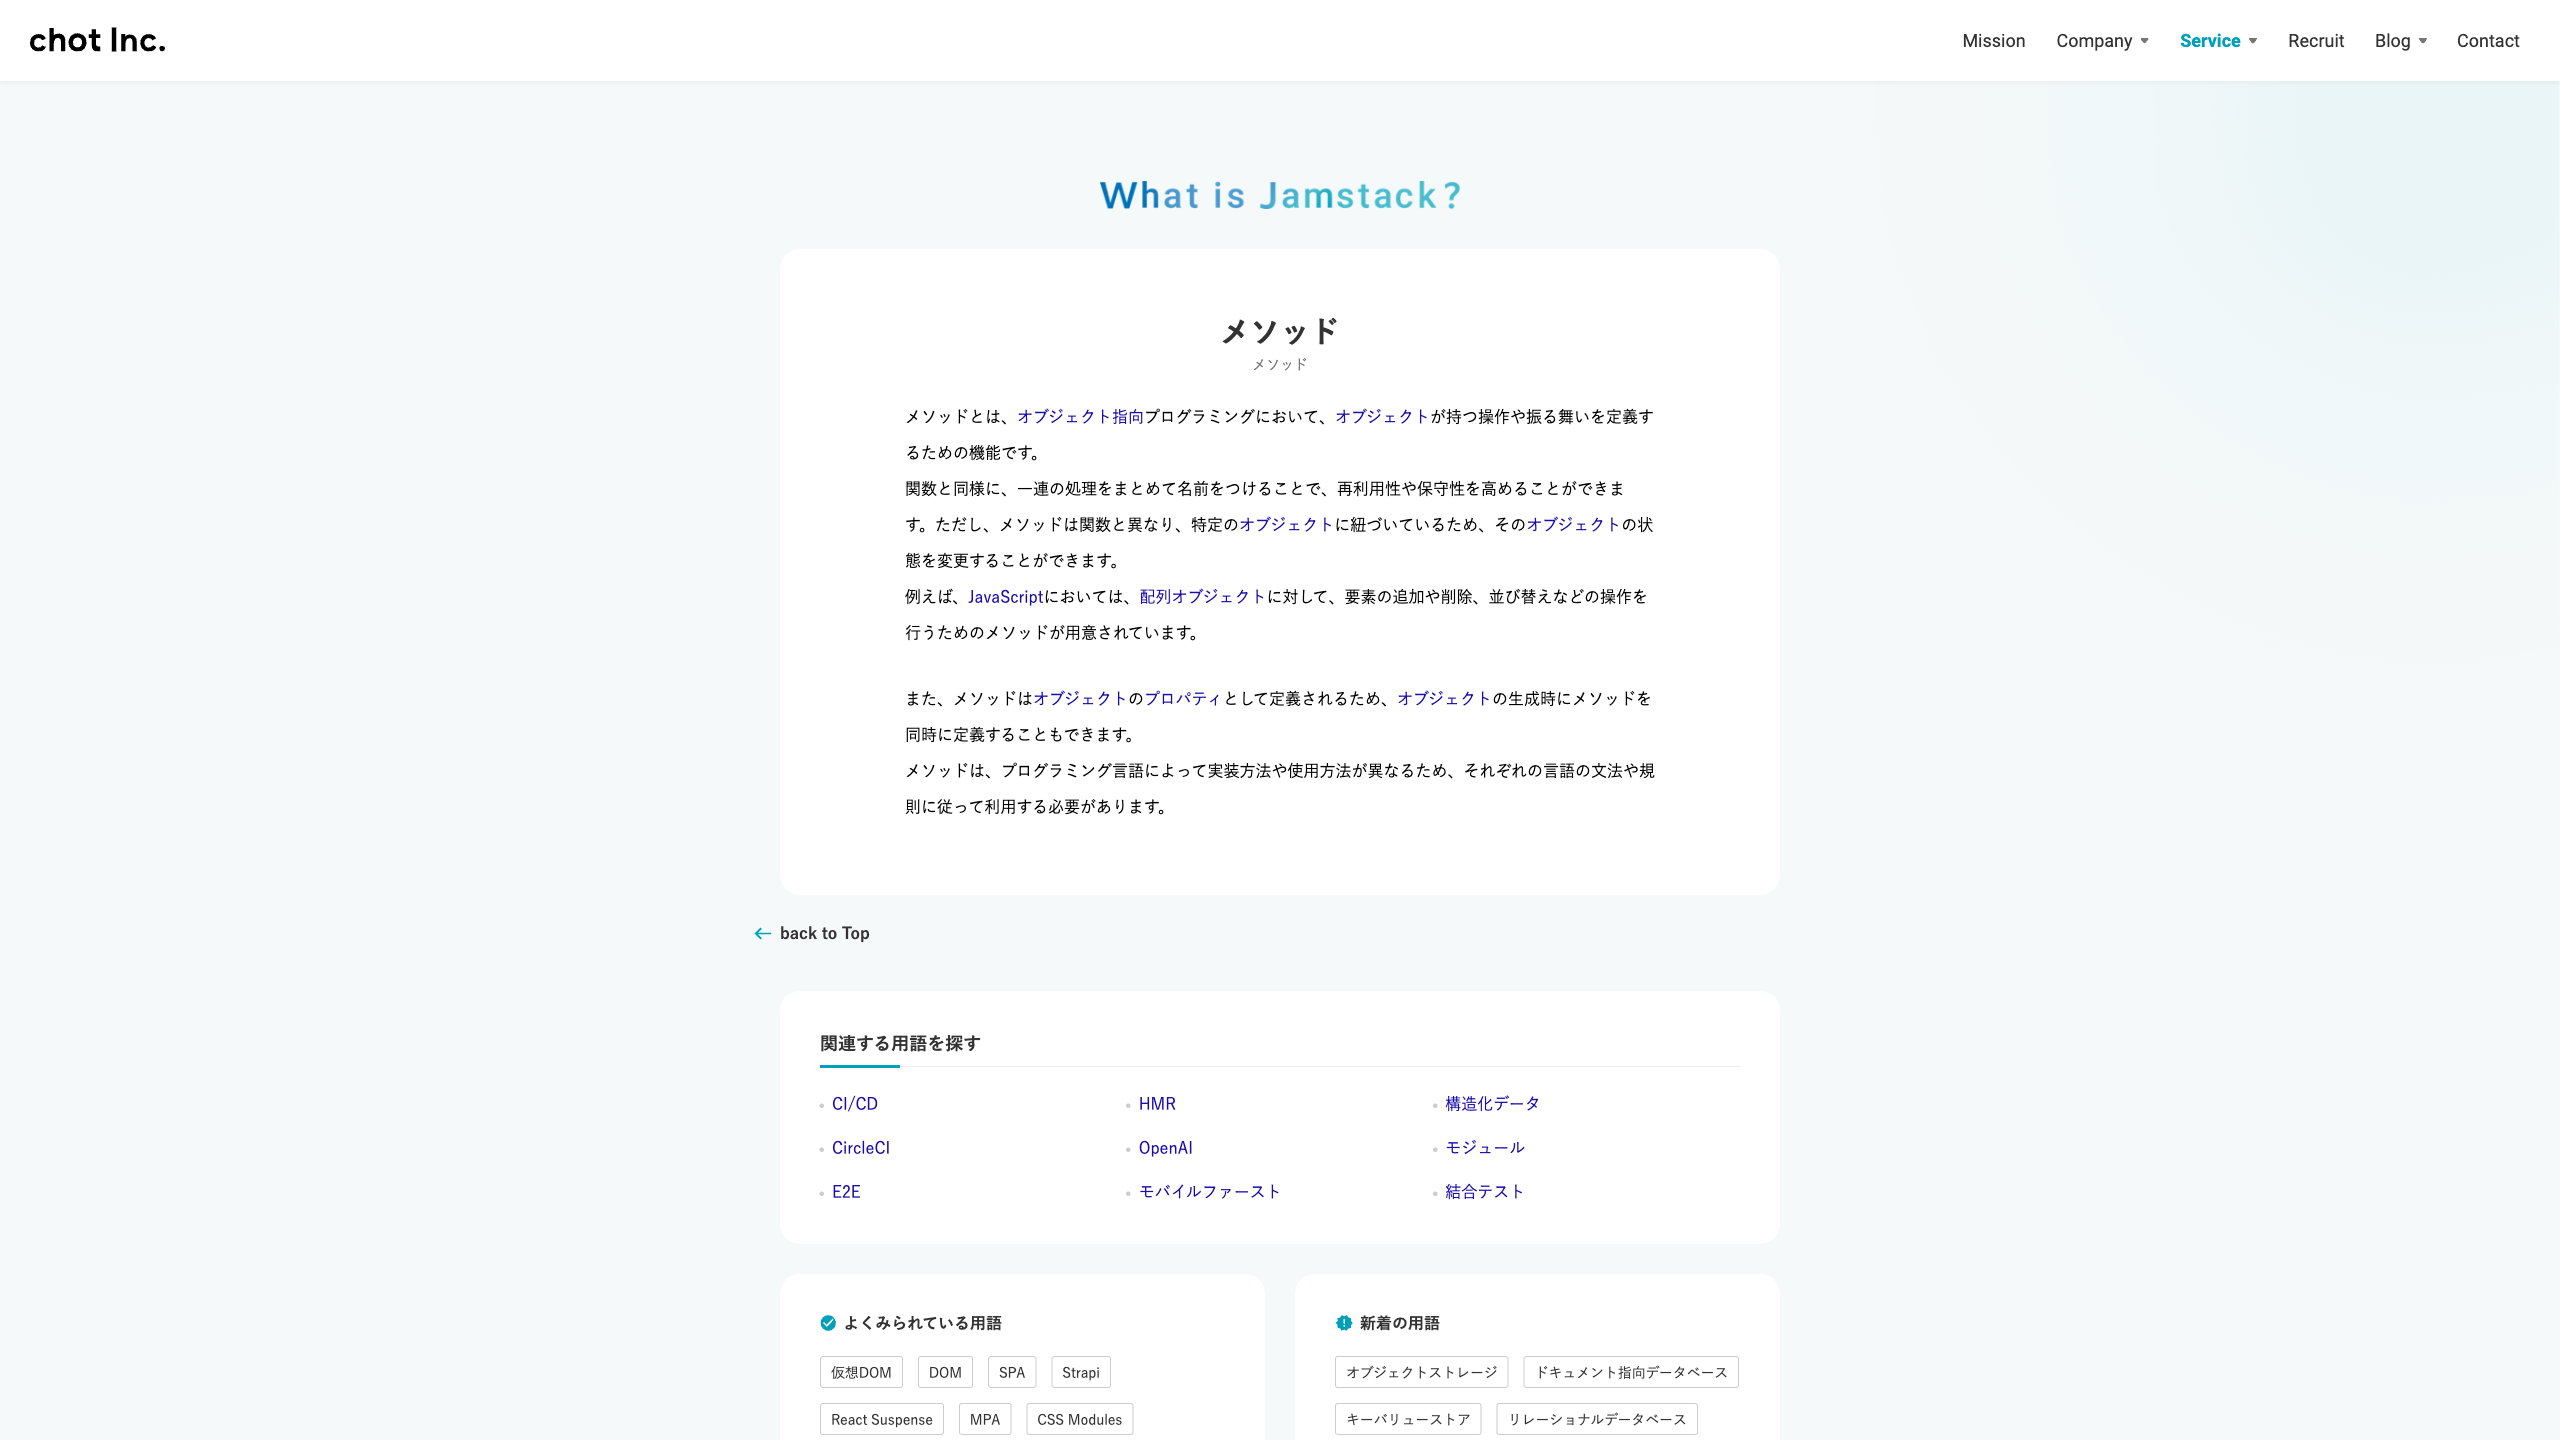 chot Inc.
Mission Company Service Recruit Blog Contact
What is Jamstack?
メソッド
メソッド
メソッドとは、オブジェクト指向プログラミングにおいて、オブジェクトが持つ操作や振る舞いを定義す
るための機能です。
関数と同様に、一連の処理をまとめて名前をつけることで、再利用性や保守性を高めることができま
す。ただし、メソッドは関数と異なり、特定のオブジェクトに紐づいているため、そのオブジェクトの状
態を変更することができます。
例えば、JavaScriptにおいては、配列オブジェクトに対して、要素の追加や削除、並び替えなどの操作を
行うためのメソッドが用意されています。
また、メソッドはオブジェクトのプロパティとして定義されるため、オブジェクトの生成時にメソッドを
同時に定義することもできます。
メソッドは、プログラミング言語によって実装方法や使用方法が異なるため、それぞれの言語の文法や規
則に従って利用する必要があります。
back to Top
関連する用語を探す
CI/CD HMR 構造化データ
CircleCI OpenAI モジュール
E2E モバイルファースト 結合テスト
よくみられている用語
仮想DOM DOM SPA Strapi
React Suspense MPA CSS Modules
新着の用語
オブジェクトストレージ ドキュメント指向データベース
キーバリューストア リレーショナルデータベース